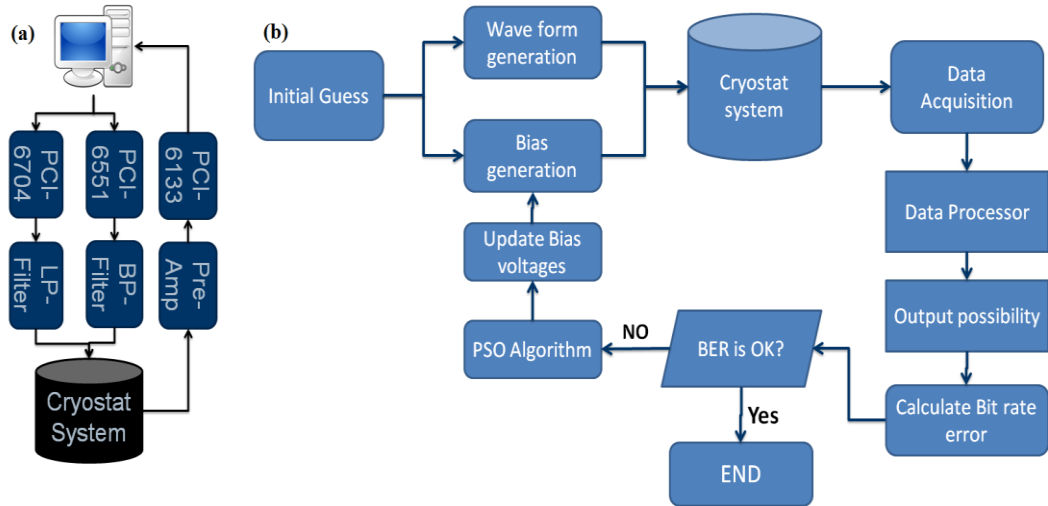 (a)
PCI-
6704
PCI-
6551
PCI-
6133
LP-
Filter
BP-
Filter
Pre-
Amp
Cryostat
System
(b)
Initial Guess
Wave form
generation
Bias
generation
Cryostat
system
Data
Acquisition
Data Processor
Output possibility
Calculate Bit rate
error
BER is OK?
NO
PSO Algorithm
Update Bias
voltages
Yes
END